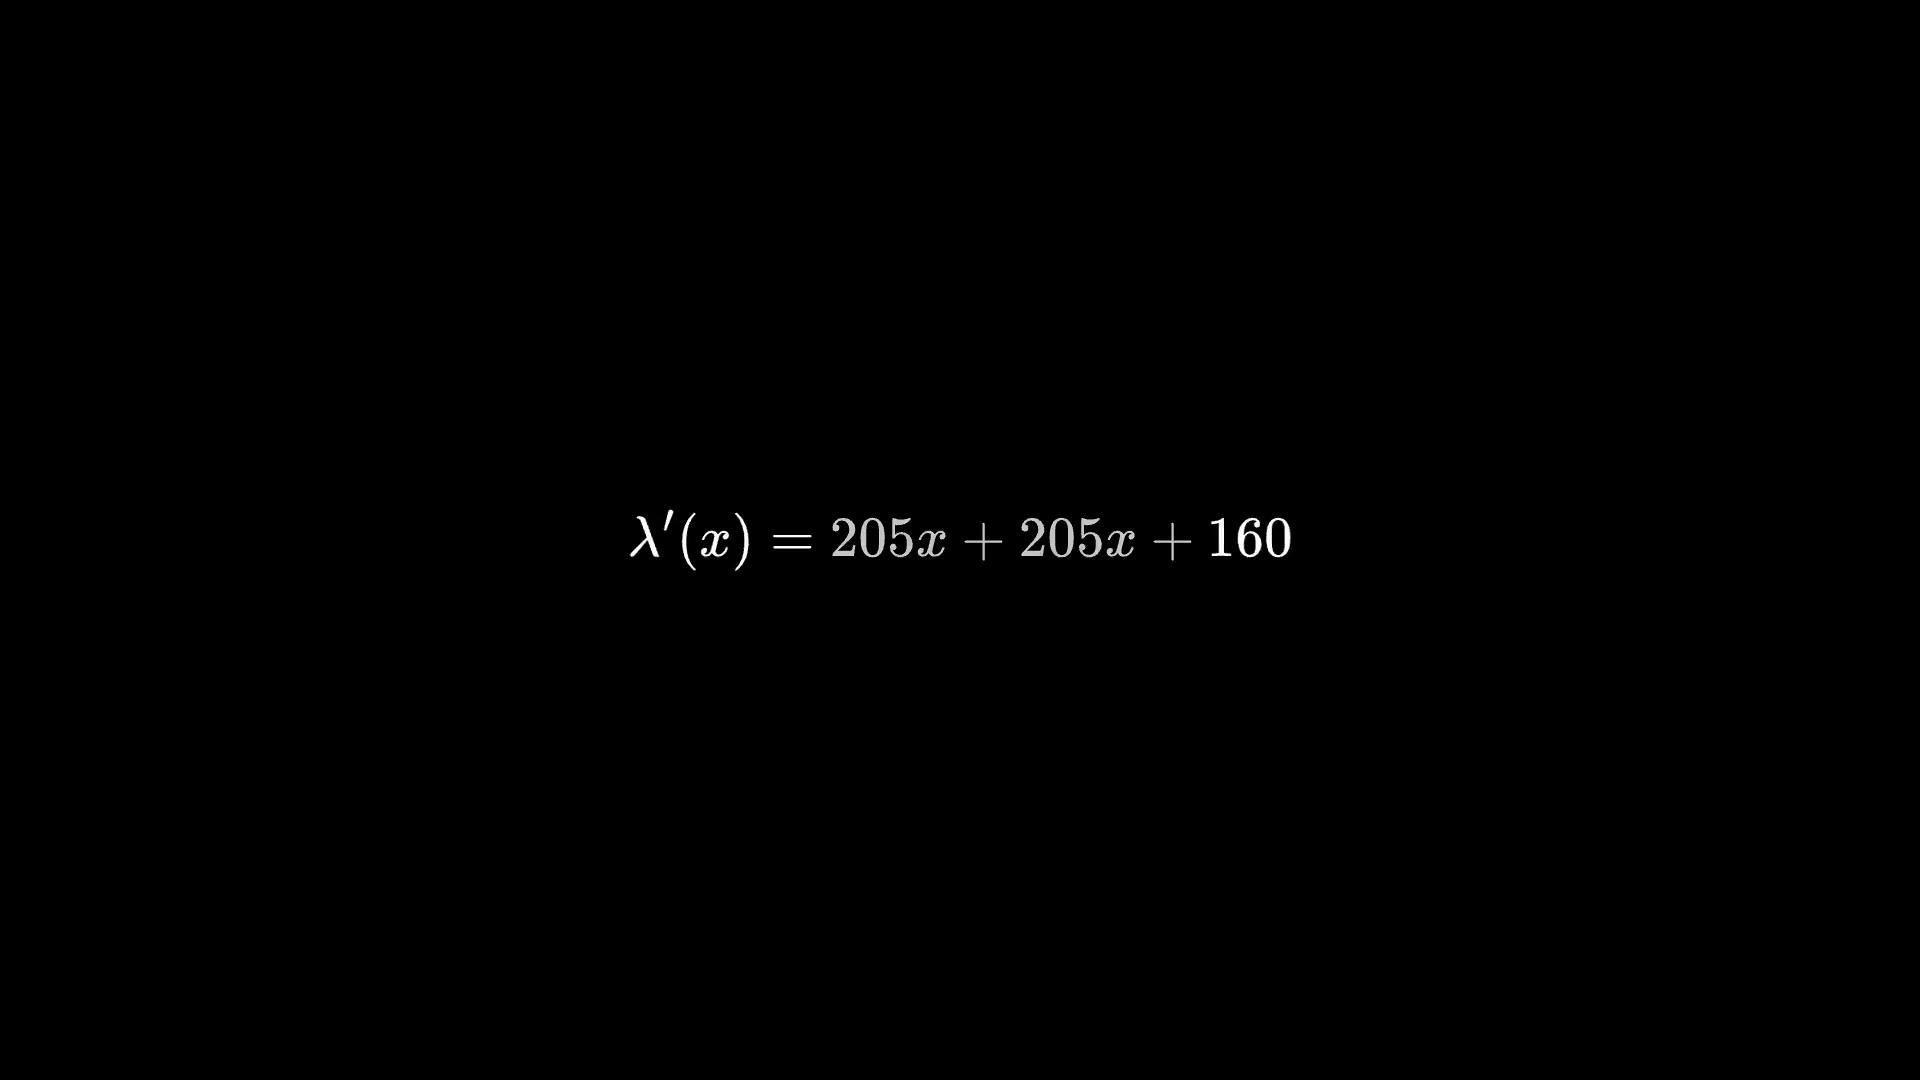 λ′(x) = 205x + 205x + 160